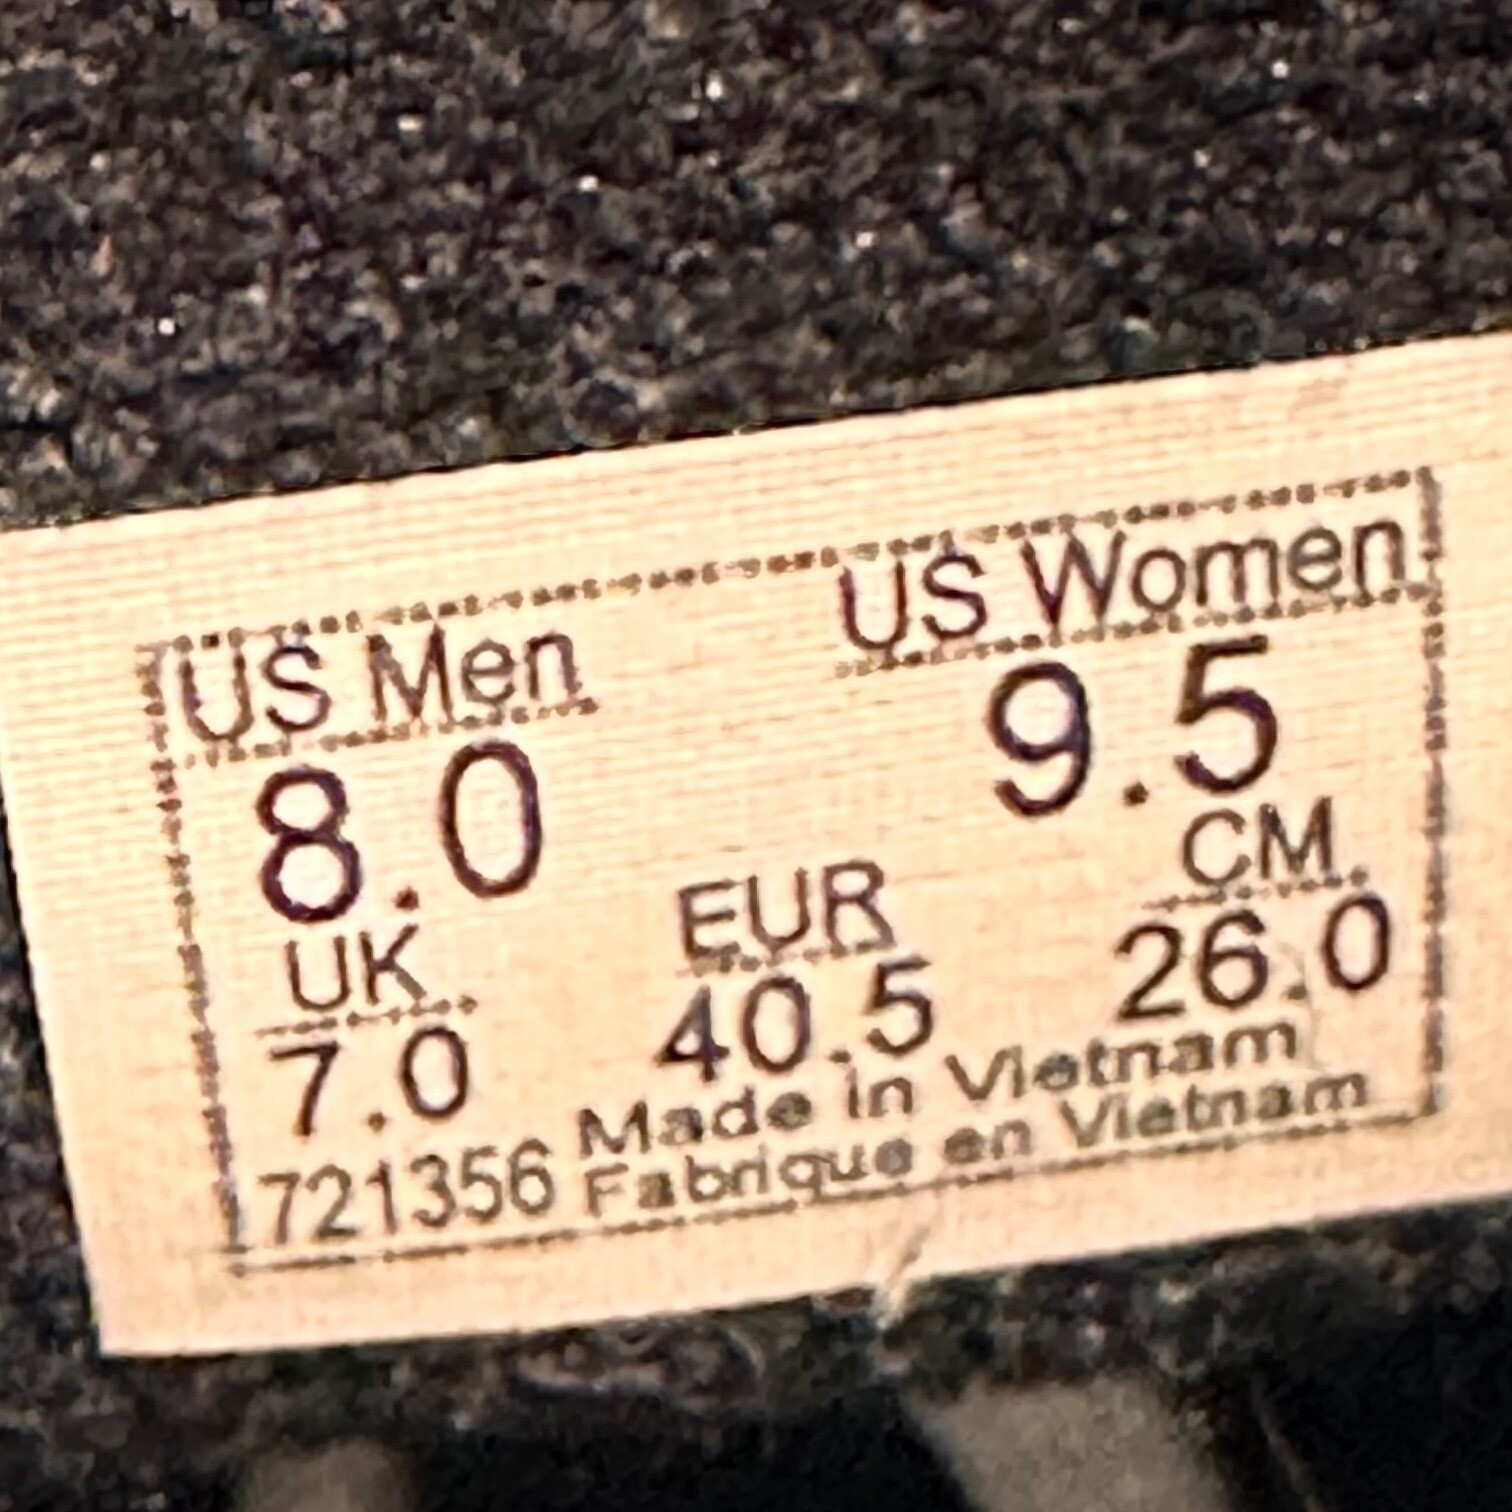 US Men US Women
8.0 9.5
UK EUR CM
7.0 40.5 26.0
721356 Made in Vietnam
Fabrique en Vietnam